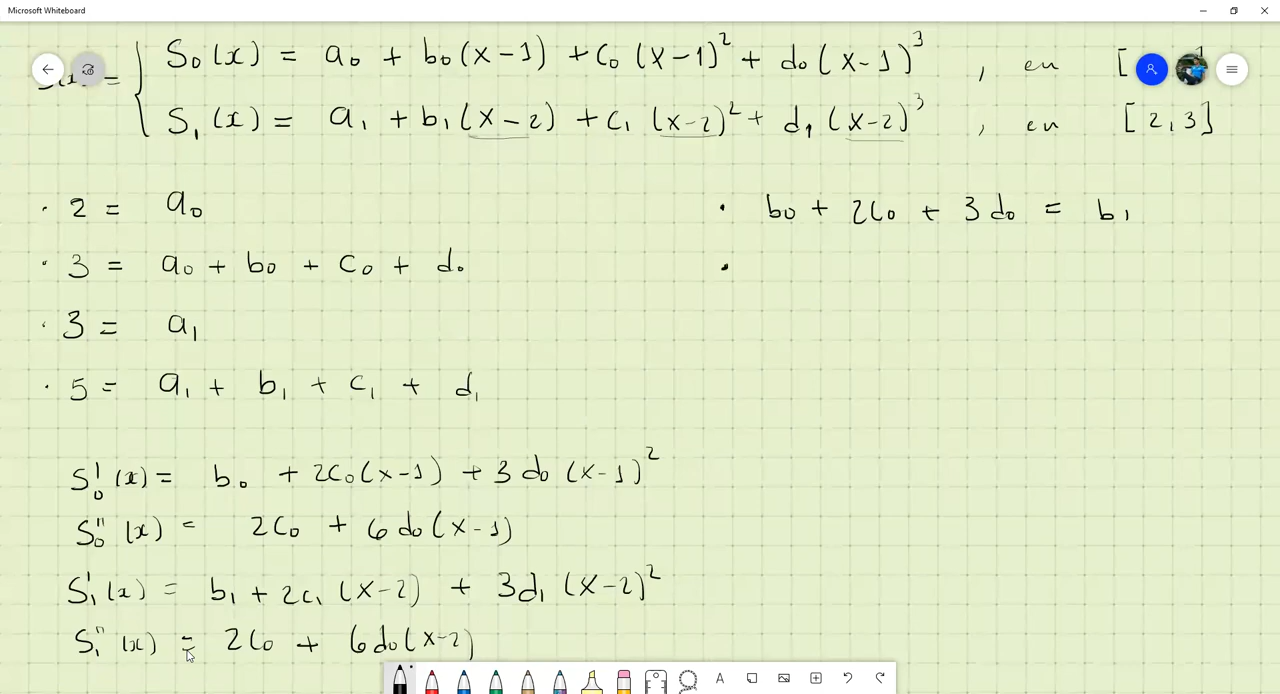 Microsoft Whiteboard
S₀(x) = a₀ + b₀(x-1) + c₀(x-1)² + d₀(x-1)³ , en [
S₁(x) = a₁ + b₁(x-2) + c₁(x-2)² + d₁(x-2)³ , en [2,3]
· 2 = a₀
· 3 = a₀ + b₀ + c₀ + d₀
· 3 = a₁
· 5 = a₁ + b₁ + c₁ + d₁
· b₀ + 2c₀ + 3d₀ = b₁
·
S₀'(x) = b₀ + 2c₀(x-1) + 3d₀(x-1)²
S₀''(x) = 2c₀ + 6d₀(x-1)
S₁'(x) = b₁ + 2c₁(x-2) + 3d₁(x-2)²
S₁''(x) = 2c₀ + 6d₀(x-2)
A